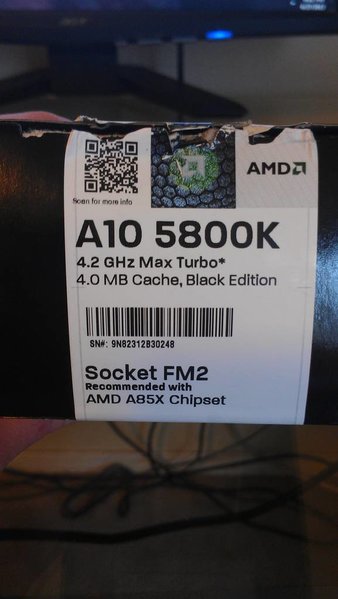 Scan for more info
AMD
A10 5800K
4.2 GHz Max Turbo*
4.0 MB Cache, Black Edition
SN#: 9N82312B30248
Socket FM2
Recommended with
AMD A85X Chipset